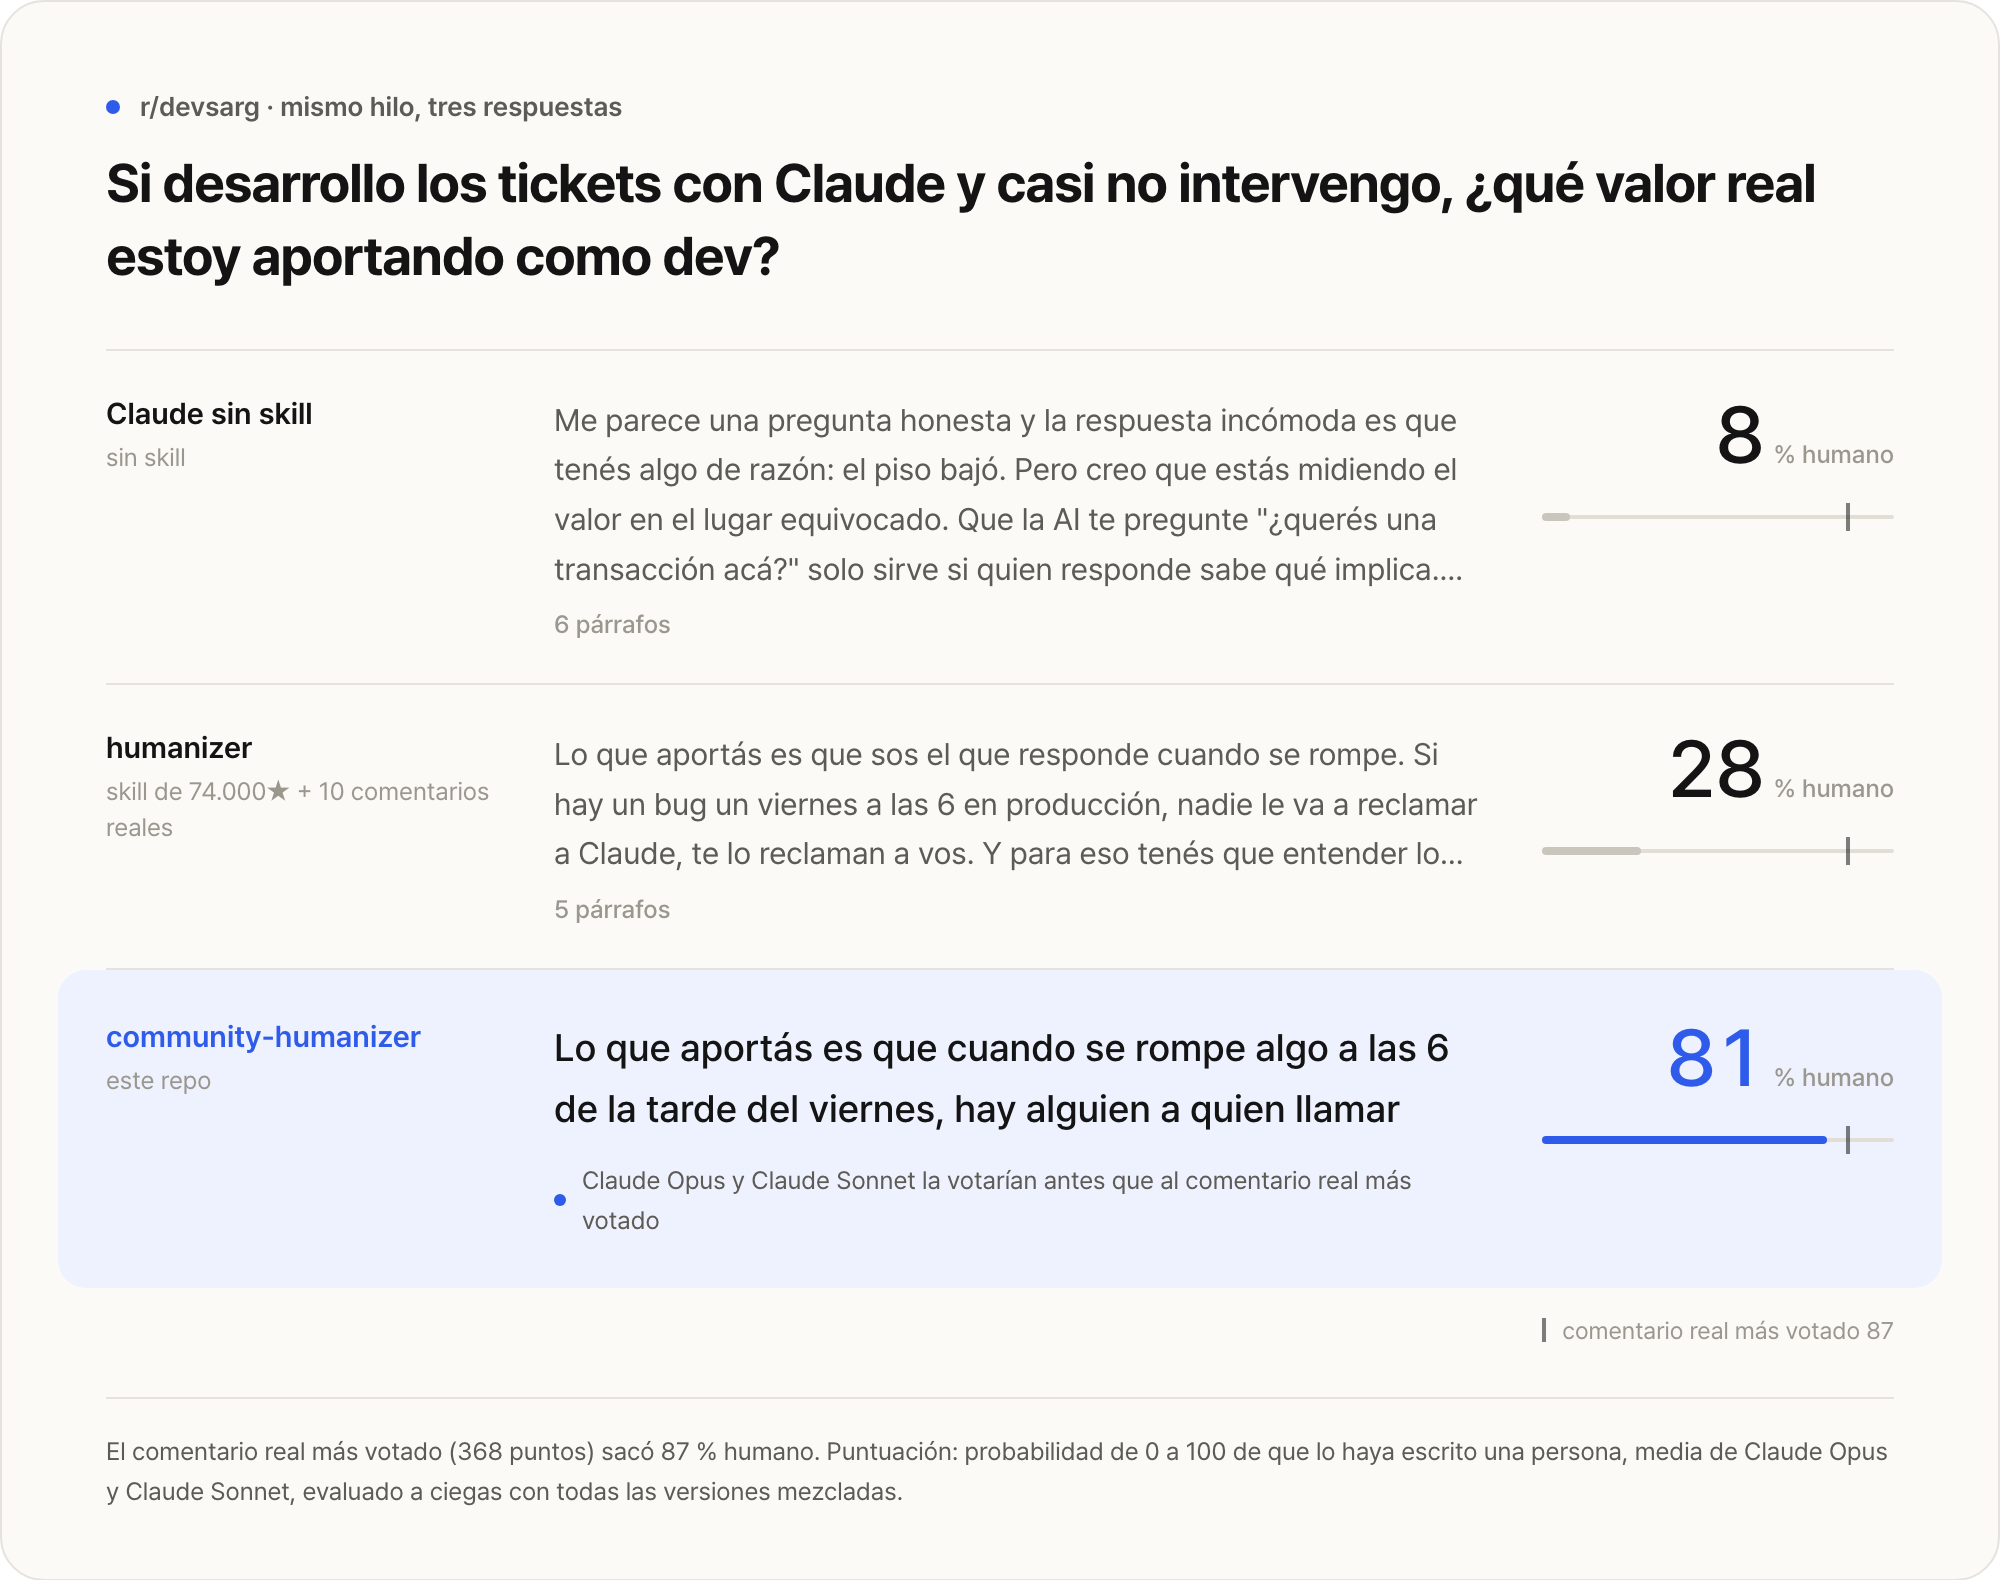 r/devsarg · mismo hilo, tres respuestas
Si desarrollo los tickets con Claude y casi no intervengo, ¿qué valor real
estoy aportando como dev?
Claude sin skill
sin skill
Me parece una pregunta honesta y la respuesta incómoda es que
tenés algo de razón: el piso bajó. Pero creo que estás midiendo el
valor en el lugar equivocado. Que la AI te pregunte "¿querés una
transacción acá?" solo sirve si quien responde sabe qué implica....
6 párrafos
8 % humano
humanizer
skill de 74.000★ + 10 comentarios
reales
Lo que aportás es que sos el que responde cuando se rompe. Si
hay un bug un viernes a las 6 en producción, nadie le va a reclamar
a Claude, te lo reclaman a vos. Y para eso tenés que entender lo...
5 párrafos
28 % humano
community-humanizer
este repo
Lo que aportás es que cuando se rompe algo a las 6
de la tarde del viernes, hay alguien a quien llamar
Claude Opus y Claude Sonnet la votarían antes que al comentario real más
votado
81 % humano
comentario real más votado 87
El comentario real más votado (368 puntos) sacó 87 % humano. Puntuación: probabilidad de 0 a 100 de que lo haya escrito una persona, media de Claude Opus
y Claude Sonnet, evaluado a ciegas con todas las versiones mezcladas.